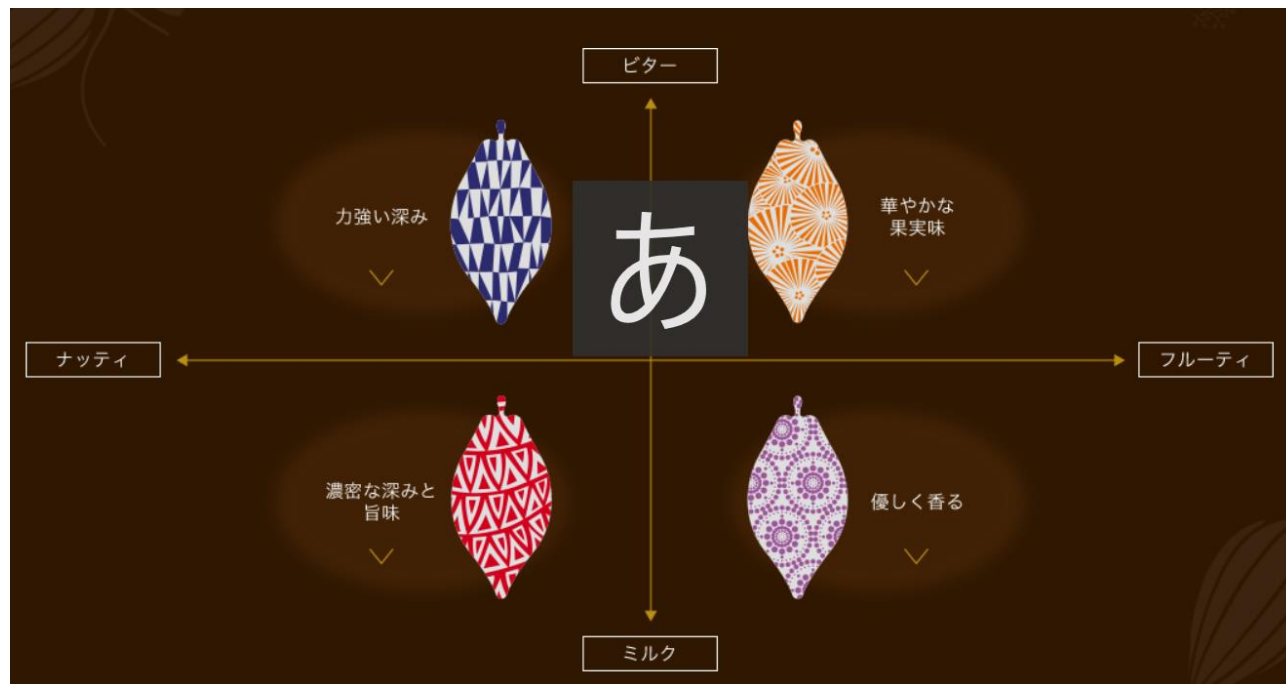 ビター
力強い深み
あ
華やかな
果実味
ナッティ
フルーティ
濃密な深みと
旨味
優しく香る
ミルク